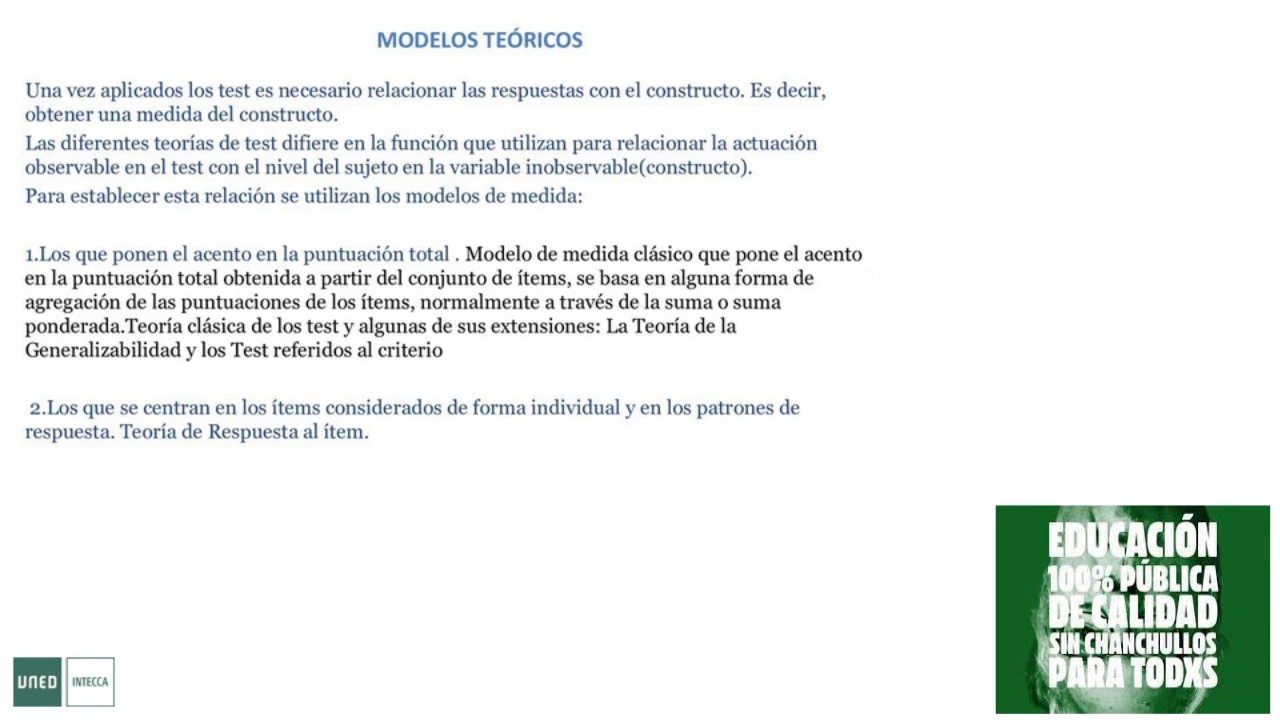 MODELOS TEÓRICOS
Una vez aplicados los test es necesario relacionar las respuestas con el constructo. Es decir,
obtener una medida del constructo.
Las diferentes teorías de test difiere en la función que utilizan para relacionar la actuación
observable en el test con el nivel del sujeto en la variable inobservable(constructo).
Para establecer esta relación se utilizan los modelos de medida:
1.Los que ponen el acento en la puntuación total . Modelo de medida clásico que pone el acento
en la puntuación total obtenida a partir del conjunto de ítems, se basa en alguna forma de
agregación de las puntuaciones de los ítems, normalmente a través de la suma o suma
ponderada.Teoría clásica de los test y algunas de sus extensiones: La Teoría de la
Generalizabilidad y los Test referidos al criterio
2.Los que se centran en los ítems considerados de forma individual y en los patrones de
respuesta. Teoría de Respuesta al ítem.
EDUCACIÓN
100% PÚBLICA
DE CALIDAD
SIN CHANCHULLOS
PARA TODXS
UNED
INTECCA